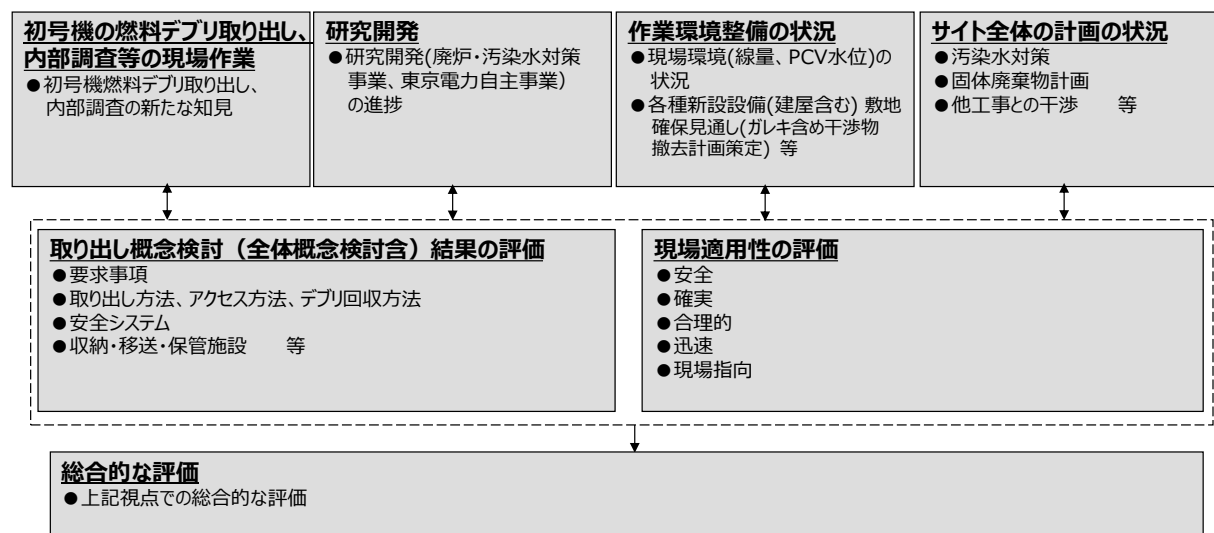 初号機の燃料デブリ取り出し、
内部調査等の現場作業
●初号機燃料デブリ取り出し、
内部調査の新たな知見
研究開発
●研究開発(廃炉・汚染水対策
事業、東京電力自主事業）
の進捗
作業環境整備の状況
●現場環境(線量、PCV水位)の
状況
●各種新設設備(建屋含む) 敷地
確保見通し(ガレキ含め干渉物
撤去計画策定) 等
サイト全体の計画の状況
●汚染水対策
●固体廃棄物計画
●他工事との干渉　　等
取り出し概念検討（全体概念検討含）結果の評価
●要求事項
●取り出し方法、アクセス方法、デブリ回収方法
●安全システム
●収納・移送・保管施設　　等
現場適用性の評価
●安全
●確実
●合理的
●迅速
●現場指向
総合的な評価
●上記視点での総合的な評価